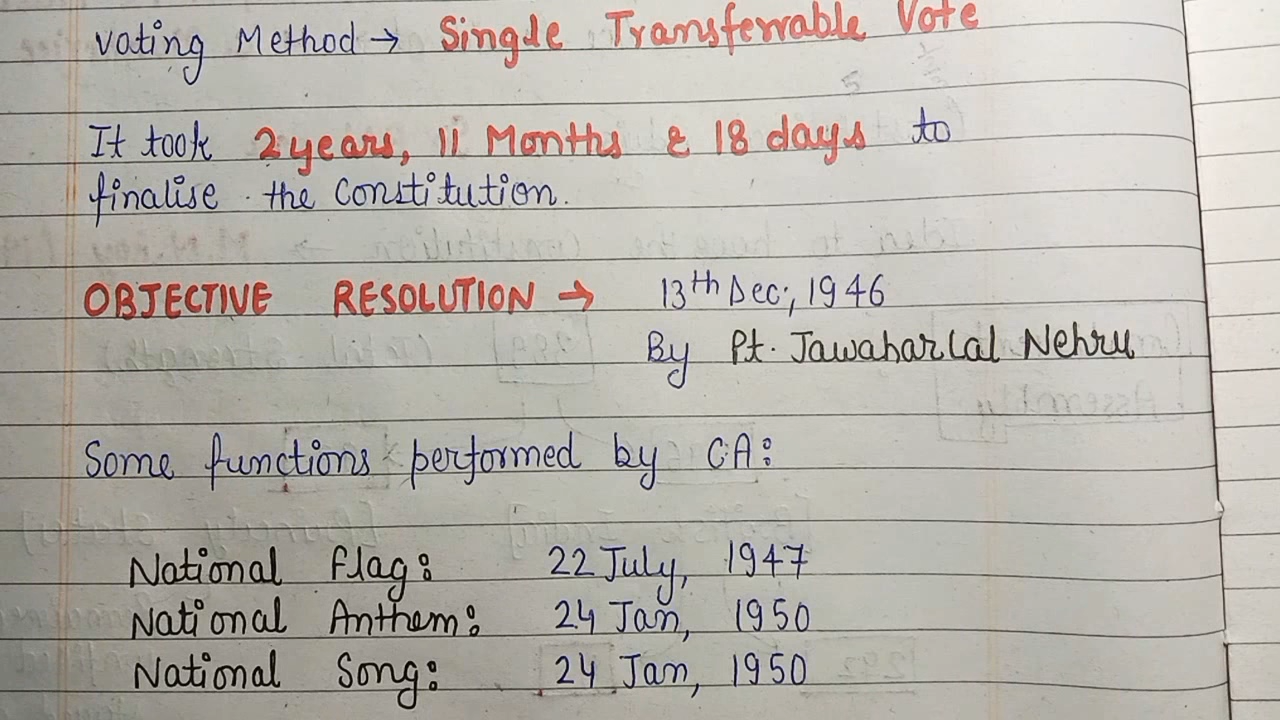 Voting Method → Single Transferrable Vote
It took 2 years, 11 Months & 18 days to
finalise the Constitution.
OBJECTIVE RESOLUTION → 13th Dec., 1946
By Pt. Jawaharlal Nehru
Some functions performed by CA:
National Flag: 22 July, 1947
National Anthem: 24 Jan, 1950
National Song: 24 Jan, 1950